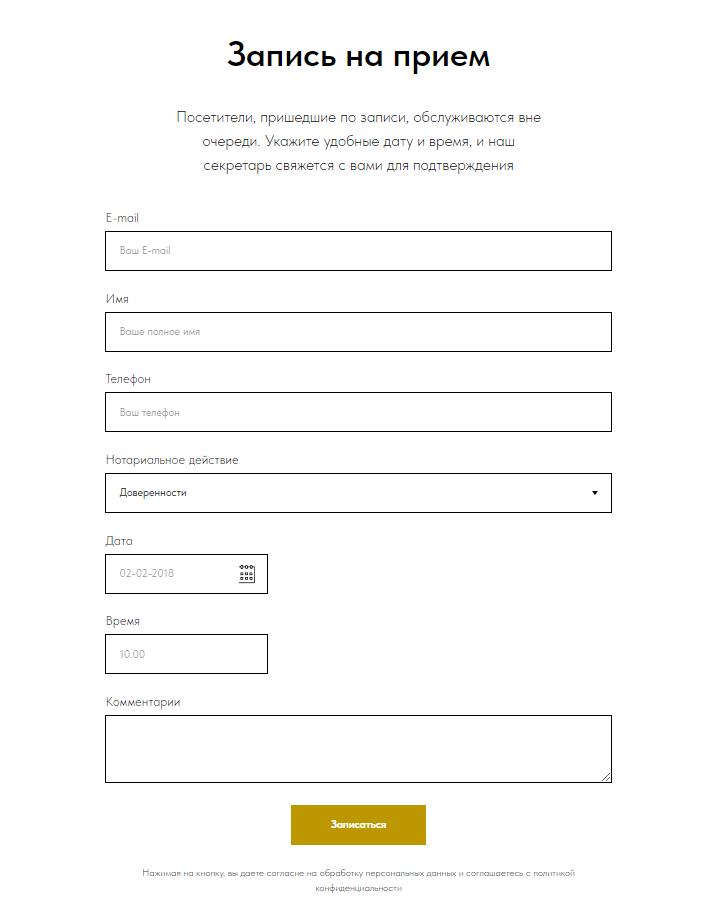 Запись на прием
Посетители, пришедшие по записи, обслуживаются вне
очереди. Укажите удобные дату и время, и наш
секретарь свяжется с вами для подтверждения
E-mail
Ваш E-mail
Имя
Ваше полное имя
Телефон
Ваш телефон
Нотариальное действие
Доверенности
Дата
02-02-2018
Время
10.00
Комментарии
Записаться
Нажимая на кнопку, вы даете согласие на обработку персональных данных и соглашаетесь с политикой
конфиденциальности